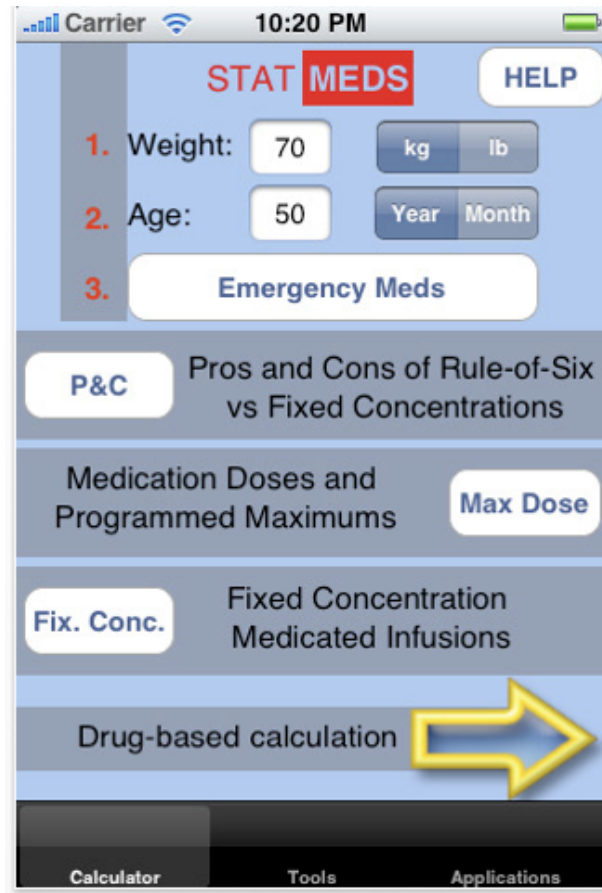 Carrier 10:20 PM
STAT MEDS HELP
1. Weight: 70 kg lb
2. Age: 50 Year Month
3. Emergency Meds
P&C
Pros and Cons of Rule-of-Six
vs Fixed Concentrations
Medication Doses and
Programmed Maximums
Max Dose
Fix. Conc.
Fixed Concentration
Medicated Infusions
Drug-based calculation
Calculator Tools Applications